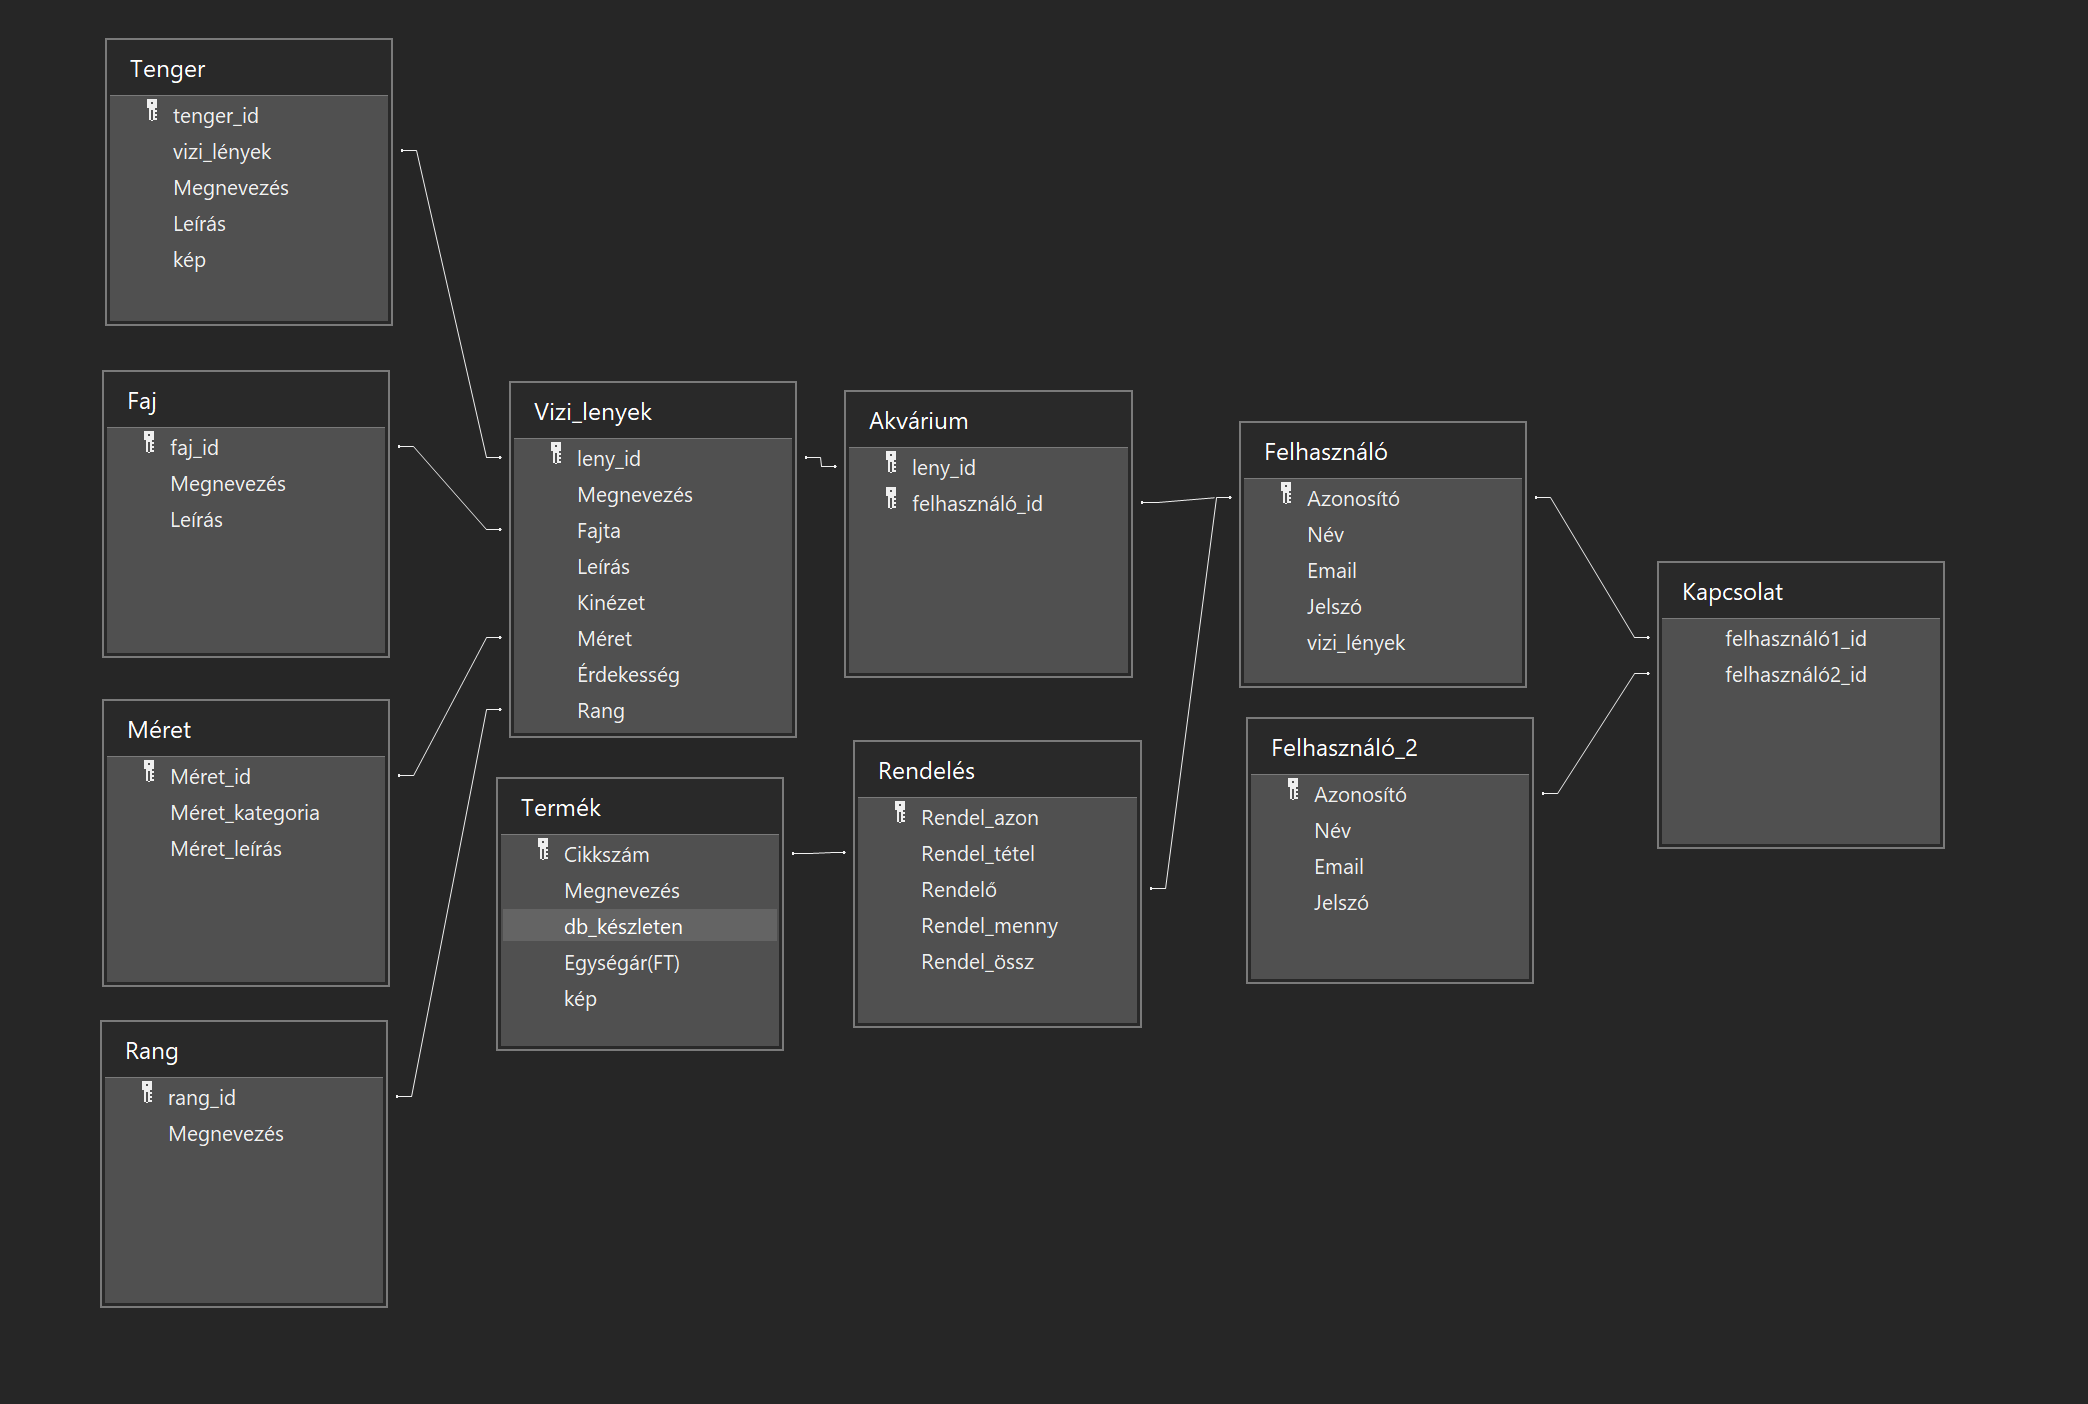 Tenger
tenger_id
vizi_lények
Megnevezés
Leírás
kép
Faj
faj_id
Megnevezés
Leírás
Méret
Méret_id
Méret_kategoria
Méret_leírás
Rang
rang_id
Megnevezés
Vizi_lenyek
leny_id
Megnevezés
Fajta
Leírás
Kinézet
Méret
Érdekesség
Rang
Termék
Cikkszám
Megnevezés
db_készleten
Egységár(FT)
kép
Akvárium
leny_id
felhasználó_id
Rendelés
Rendel_azon
Rendel_tétel
Rendelő
Rendel_menny
Rendel_össz
Felhasználó
Azonosító
Név
Email
Jelszó
vizi_lények
Felhasználó_2
Azonosító
Név
Email
Jelszó
Kapcsolat
felhasználó1_id
felhasználó2_id